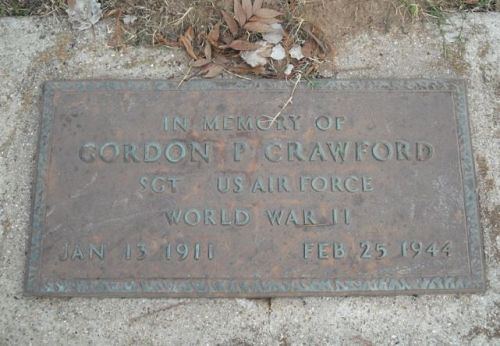 IN MEMORY OF
GORDON P CRAWFORD
SGT US AIR FORCE
WORLD WAR II
JAN 13 1911 FEB 25 1944